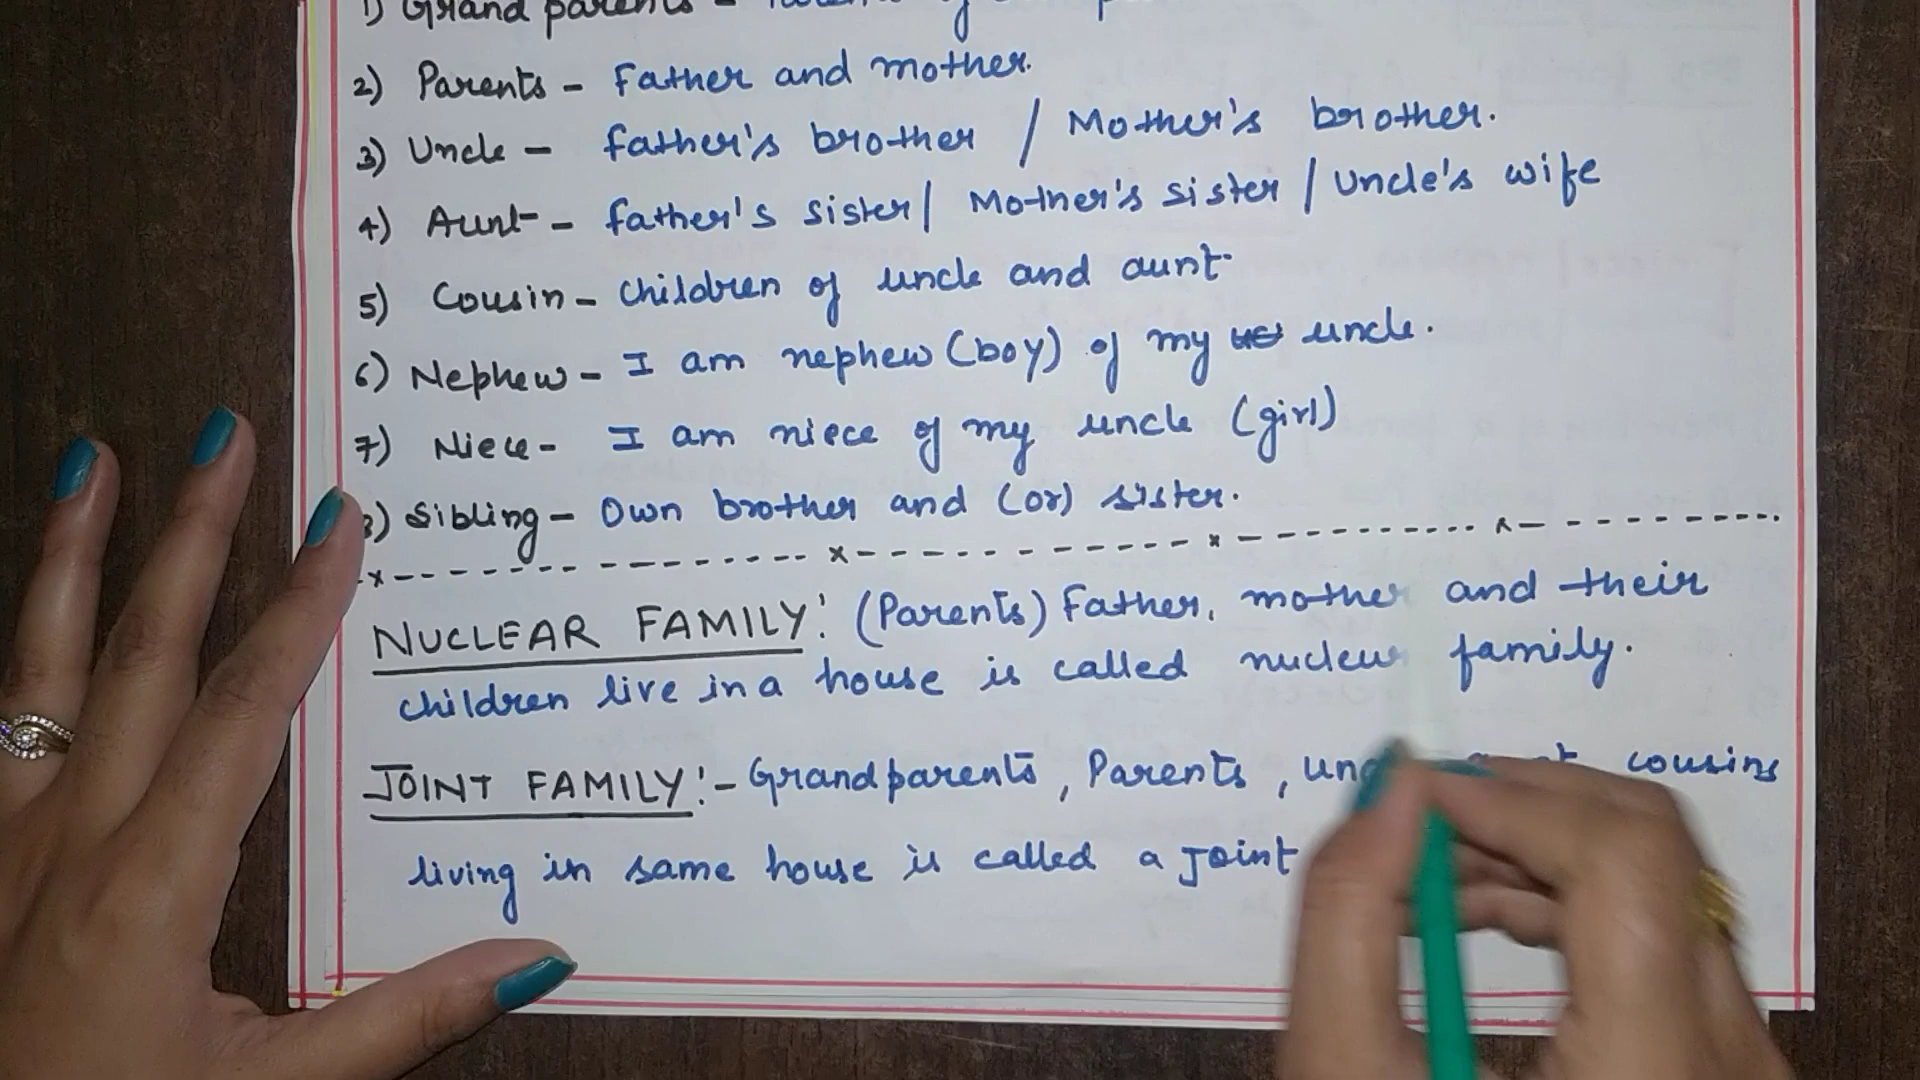 1) Grand parents -
2) Parents - Father and mother.
3) Uncle - father's brother / Mother's brother.
4) Aunt - father's sister / Mother's sister / Uncle's wife
5) Cousin - children of uncle and aunt.
6) Nephew - I am nephew (boy) of my uncle.
7) Niece - I am niece of my uncle (girl)
) Sibling - Own brother and (or) sister.
NUCLEAR FAMILY: (Parents) Father, mother and their
children live in a house is called family.
JOINT FAMILY:- Grandparents, Parents, cousins
living in same house is called a Joint